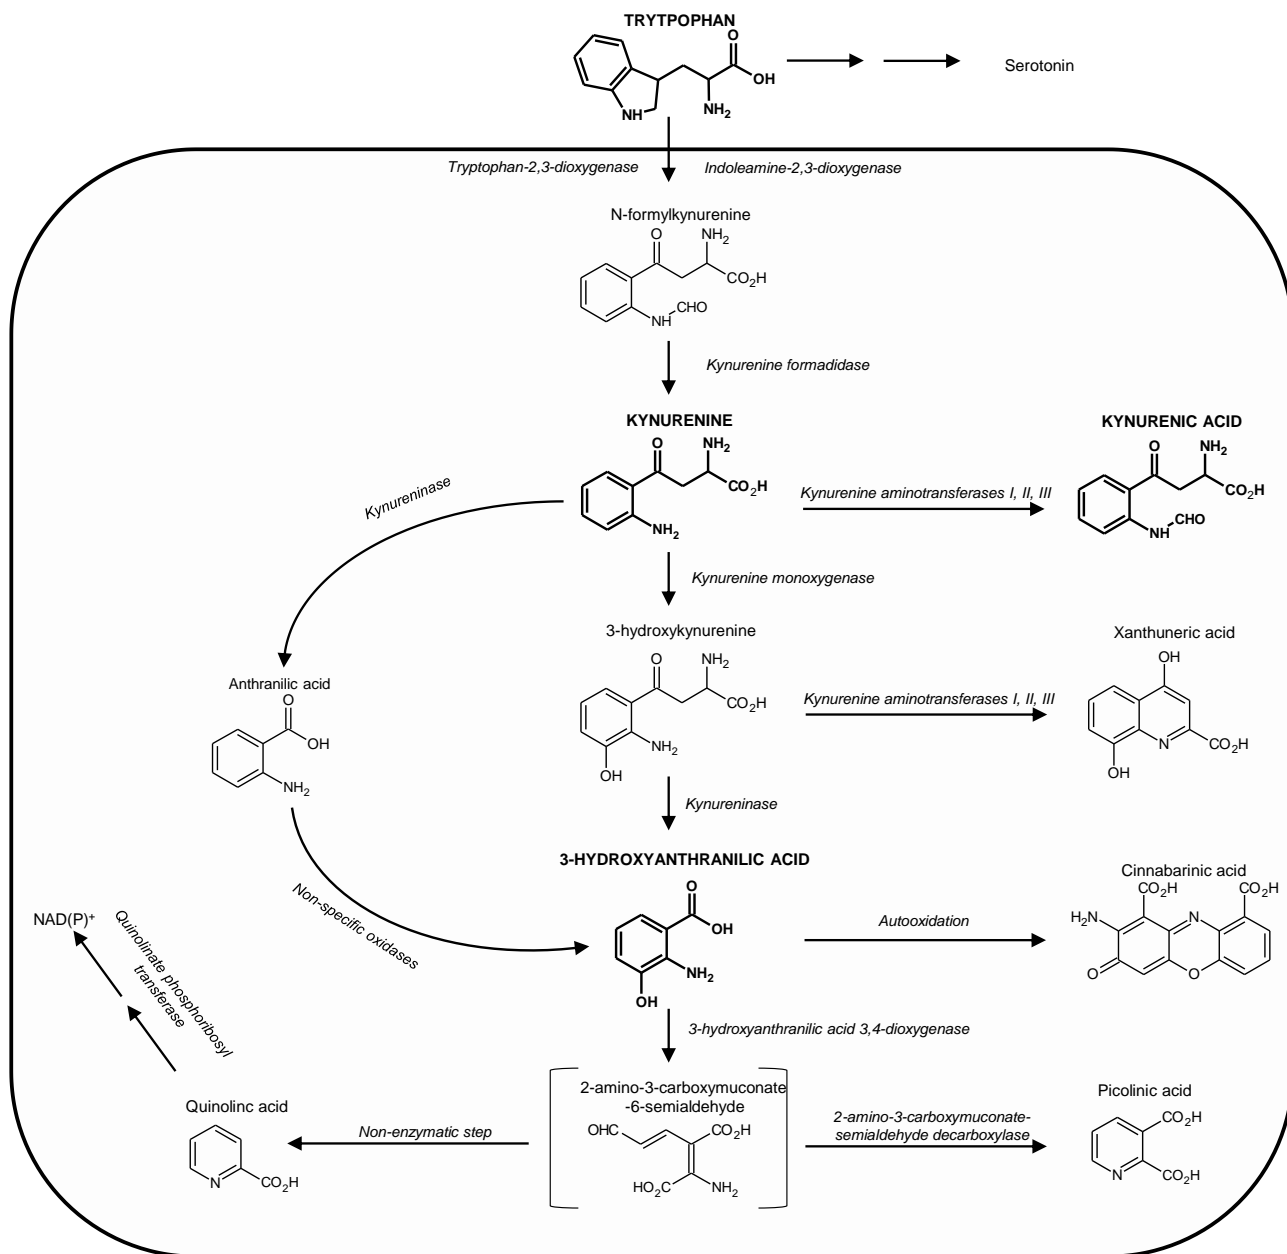 TRYTPOPHAN
O
OH
NH₂
NH
Serotonin
Tryptophan-2,3-dioxygenase
Indoleamine-2,3-dioxygenase
N-formylkynurenine
O
NH₂
CO₂H
CHO
NH
Kynurenine formadidase
KYNURENINE
O
NH₂
CO₂H
NH₂
Kynurenine aminotransferases I, II, III
KYNURENIC ACID
O
NH₂
CO₂H
CHO
NH
Kynureninase
Kynurenine monoxygenase
3-hydroxykynurenine
O
NH₂
CO₂H
NH₂
OH
Kynurenine aminotransferases I, II, III
Xanthuneric acid
OH
N
CO₂H
OH
Anthranilic acid
O
OH
NH₂
Kynureninase
Non-specific oxidases
3-HYDROXYANTHRANILIC ACID
O
OH
NH₂
OH
Autooxidation
Cinnabarinic acid
CO₂H
CO₂H
H₂N
N
O
O
3-hydroxyanthranilic acid 3,4-dioxygenase
NAD(P)⁺
Quinolinate phosphoribosyl
transferase
2-amino-3-carboxymuconate
-6-semialdehyde
OHC
CO₂H
HO₂C
NH₂
Non-enzymatic step
Quinolinc acid
N
CO₂H
2-amino-3-carboxymuconate-
semialdehyde decarboxylase
Picolinic acid
CO₂H
N
CO₂H